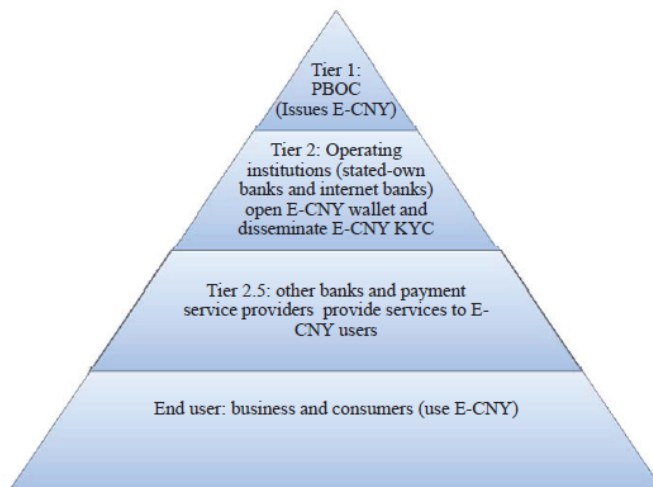 Tier 1:
PBOC
(Issues E-CNY)
Tier 2: Operating
institutions (stated-own
banks and internet banks)
open E-CNY wallet and
disseminate E-CNY KYC
Tier 2.5: other banks and payment
service providers provide services to E-
CNY users
End user: business and consumers (use E-CNY)